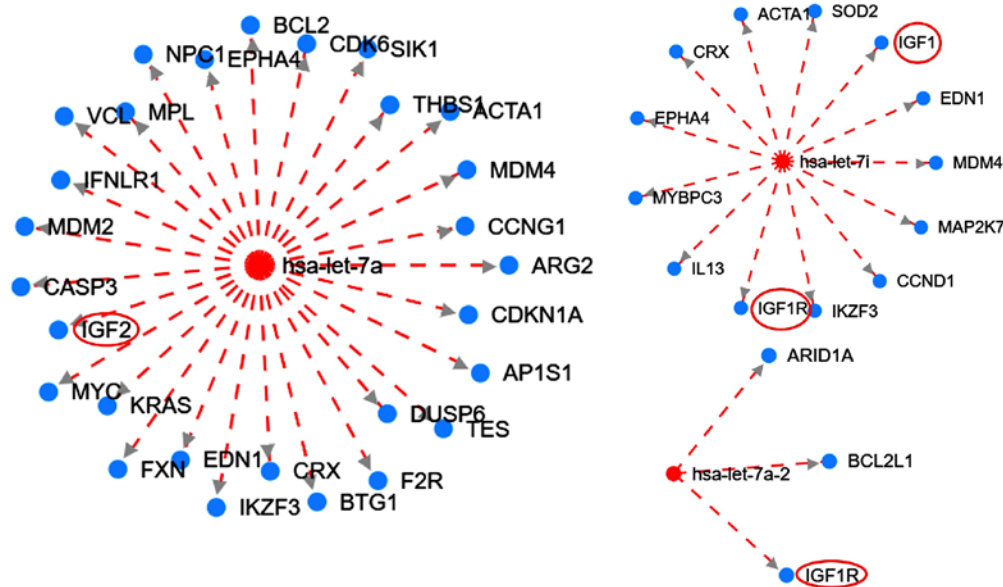 BCL2
NPC1
EPHA4
CDK6
SIK1
VCL
MPL
THBS1
ACTA1
IFNLR1
MDM4
MDM2
CCNG1
hsa-let-7a
ARG2
CASP3
CDKN1A
IGF2
AP1S1
MYC
KRAS
DUSP6
TES
FXN
EDN1
CRX
F2R
IKZF3
BTG1
ACTA1
SOD2
CRX
IGF1
EDN1
EPHA4
hsa-let-7i
MDM4
MYBPC3
MAP2K7
IL13
CCND1
IGF1R
IKZF3
ARID1A
hsa-let-7a-2
BCL2L1
IGF1R